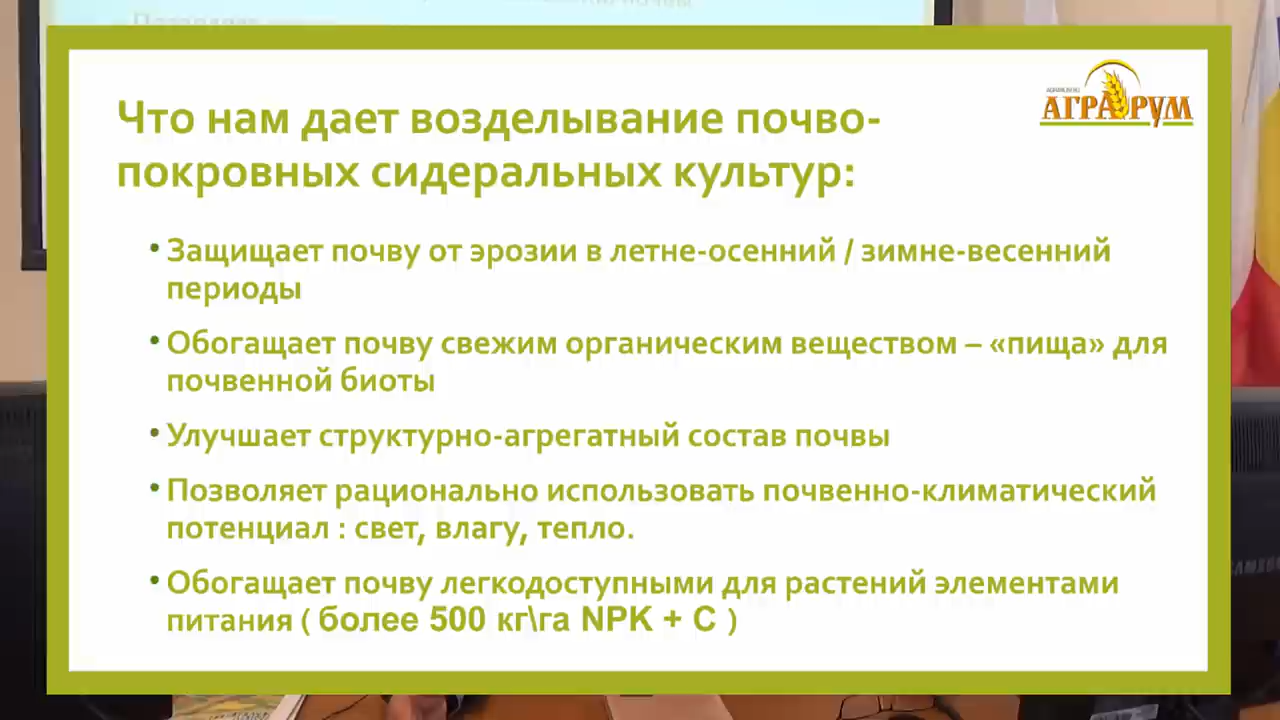 АГРАРУМ
Что нам дает возделывание почво-
покровных сидеральных культур:
• Защищает почву от эрозии в летне-осенний / зимне-весенний
периоды
• Обогащает почву свежим органическим веществом – «пища» для
почвенной биоты
• Улучшает структурно-агрегатный состав почвы
• Позволяет рационально использовать почвенно-климатический
потенциал : свет, влагу, тепло.
• Обогащает почву легкодоступными для растений элементами
питания ( более 500 кг\га NPK + C )